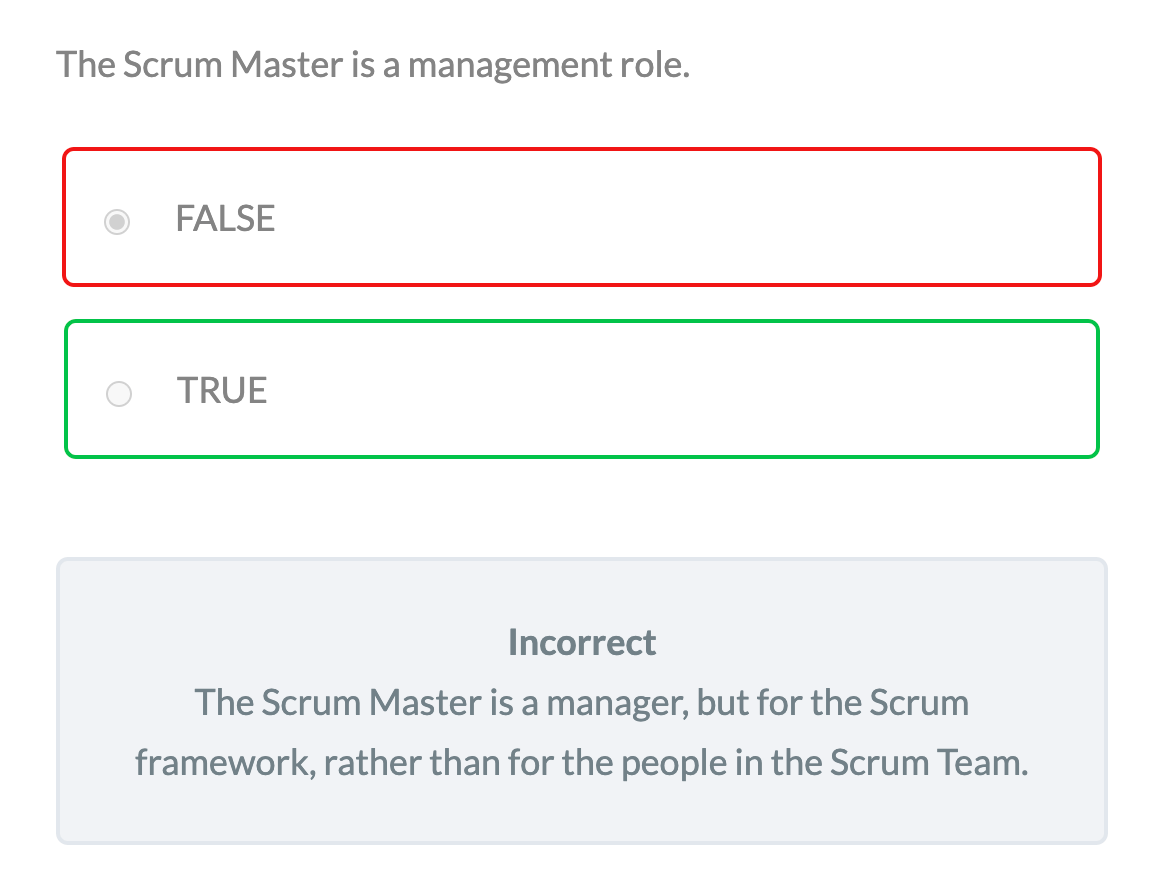 The Scrum Master is a management role.
FALSE
TRUE
Incorrect
The Scrum Master is a manager, but for the Scrum
framework, rather than for the people in the Scrum Team.